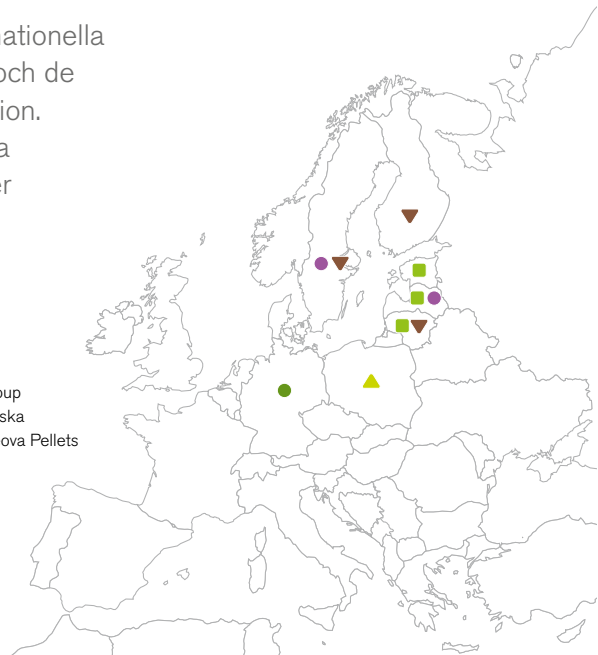 nationella
och de
ion.
a
er
oup
ska
ova Pellets